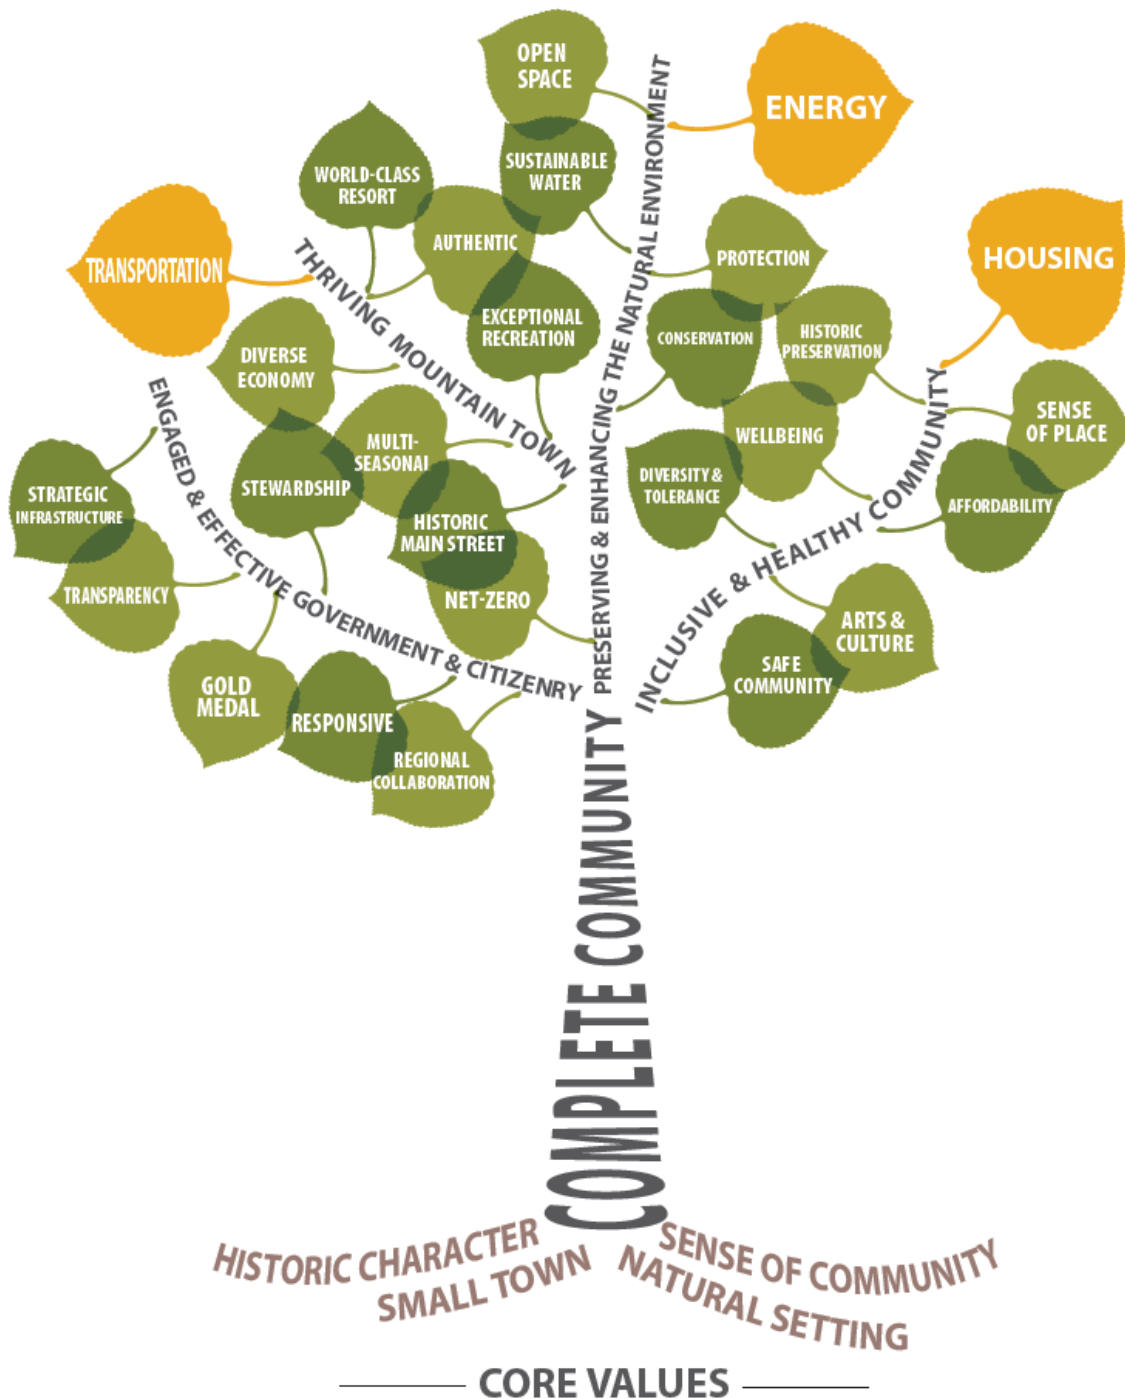 OPEN
SPACE
ENERGY
SUSTAINABLE
WATER
WORLD-CLASS
RESORT
AUTHENTIC
TRANSPORTATION
HOUSING
PROTECTION
EXCEPTIONAL
RECREATION
CONSERVATION
HISTORIC
PRESERVATION
DIVERSE
ECONOMY
THRIVING MOUNTAIN TOWN
PRESERVING & ENHANCING THE NATURAL ENVIRONMENT
SENSE
OF PLACE
WELLBEING
MULTI-
SEASONAL
STEWARDSHIP
DIVERSITY &
TOLERANCE
AFFORDABILITY
STRATEGIC
INFRASTRUCTURE
HISTORIC
MAIN STREET
TRANSPARENCY
NET-ZERO
ENGAGED & EFFECTIVE GOVERNMENT & CITIZENRY
INCLUSIVE & HEALTHY COMMUNITY
ARTS &
CULTURE
SAFE
COMMUNITY
GOLD
MEDAL
RESPONSIVE
REGIONAL
COLLABORATION
COMPLETE COMMUNITY
HISTORIC CHARACTER
SENSE OF COMMUNITY
SMALL TOWN
NATURAL SETTING
CORE VALUES